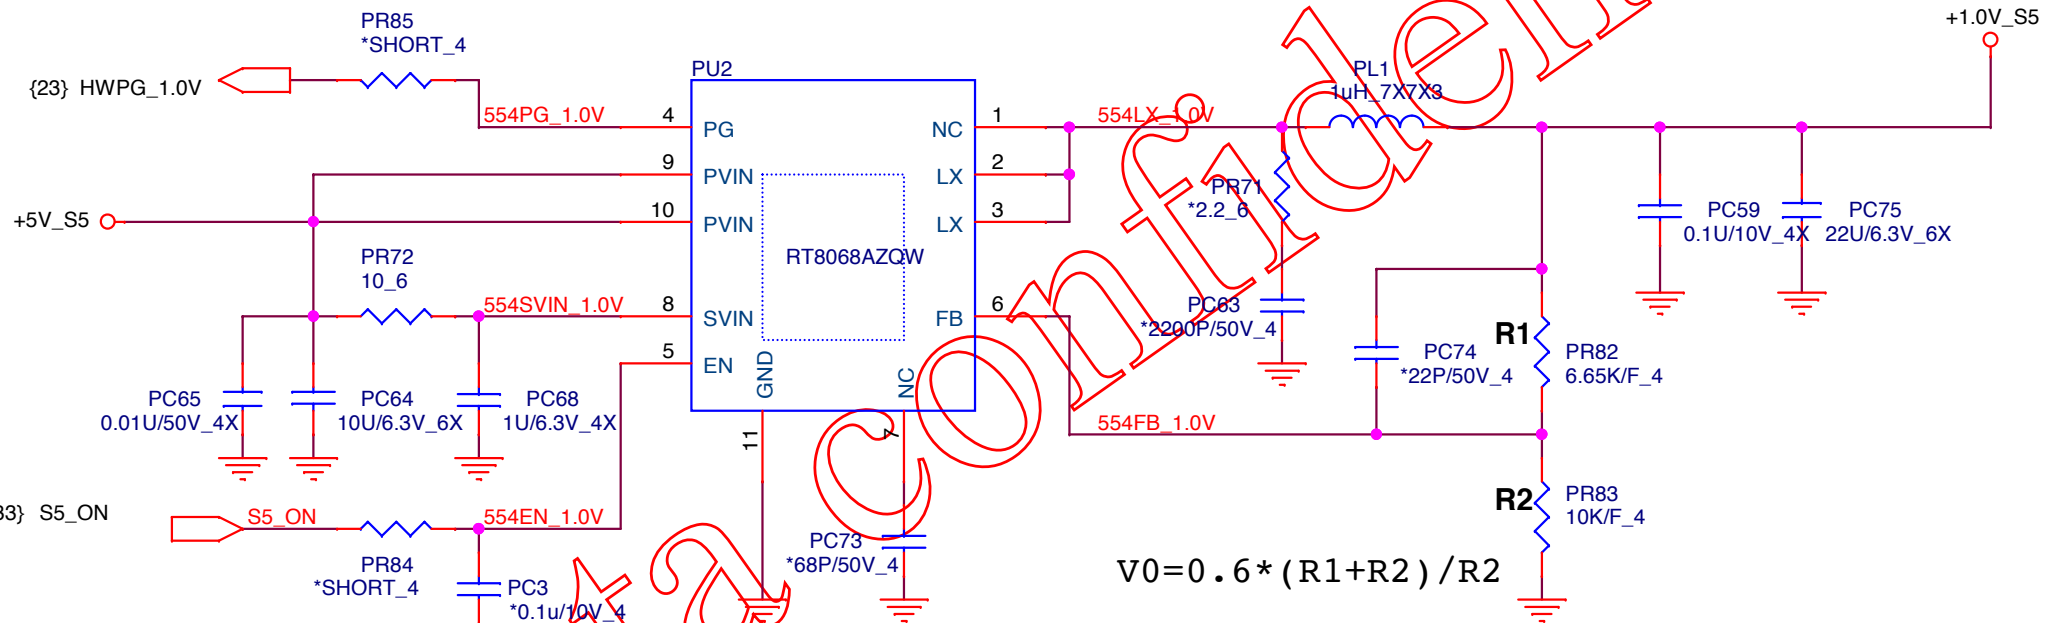 PR85
*SHORT_4
+1.0V_S5
{23} HWPG_1.0V
PU2
PL1
1uH_7X7X3
554PG_1.0V
4
PG
NC
1
554LX_1.0V
9
PVIN
LX
2
PR71
*2.2_6
+5V_S5
10
PVIN
LX
3
PC59
0.1U/10V_4X
PC75
22U/6.3V_6X
RT8068AZQW
PR72
10_6
554SVIN_1.0V
8
SVIN
FB
6
PC63
*2200P/50V_4
5
EN
GND
NC
R1
PR82
6.65K/F_4
PC74
*22P/50V_4
PC65
0.01U/50V_4X
PC64
10U/6.3V_6X
PC68
1U/6.3V_4X
11
7
554FB_1.0V
33} S5_ON
S5_ON
554EN_1.0V
R2
PR83
10K/F_4
PR84
*SHORT_4
PC3
*0.1u/10V_4
PC73
*68P/50V_4
V0=0.6*(R1+R2)/R2
ta Confiden